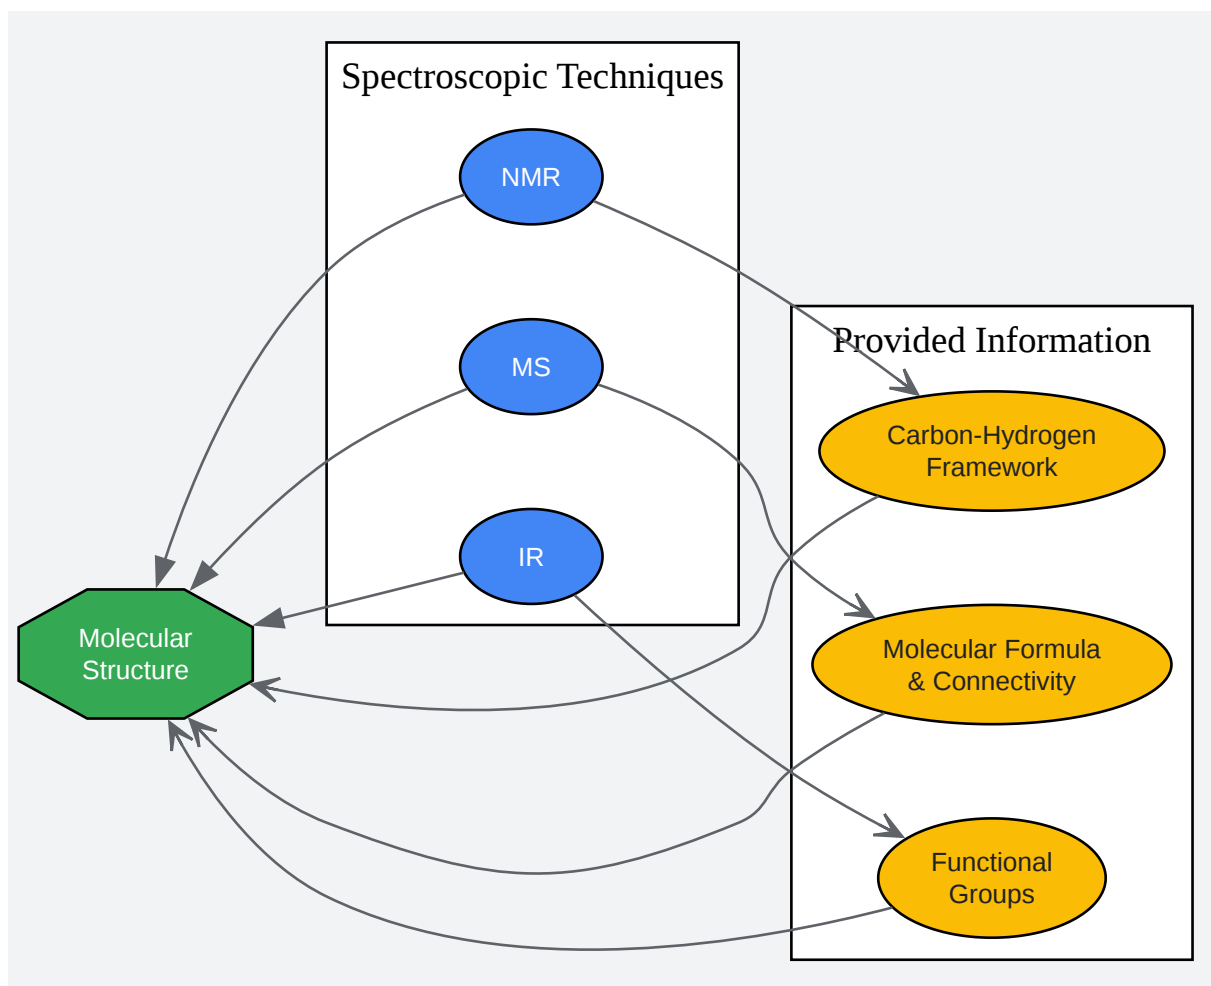 Spectroscopic Techniques
NMR
MS
IR
Molecular
Structure
Provided Information
Carbon-Hydrogen
Framework
Molecular Formula
& Connectivity
Functional
Groups